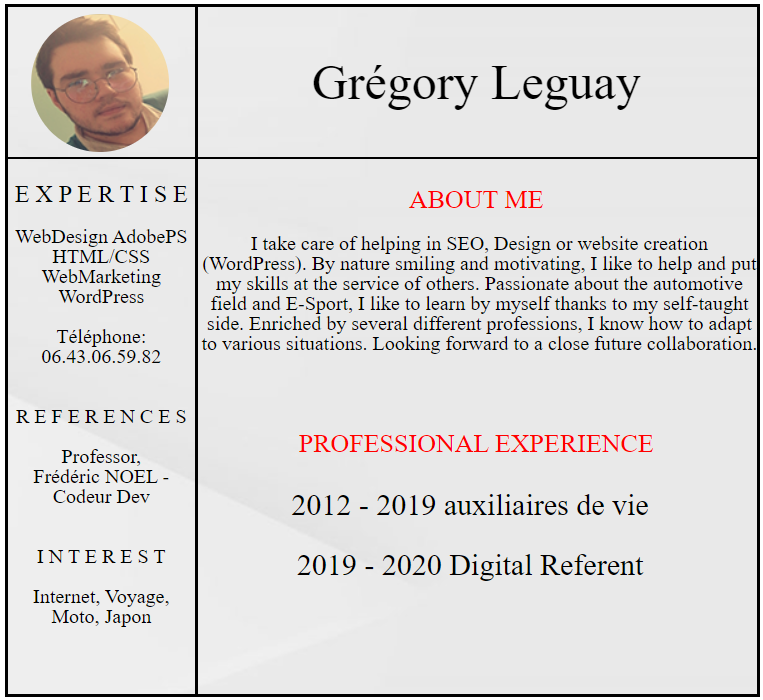 Grégory Leguay
E X P E R T I S E
WebDesign AdobePS
HTML/CSS
WebMarketing
WordPress
Téléphone:
06.43.06.59.82
R E F E R E N C E S
Professor,
Frédéric NOEL -
Codeur Dev
I N T E R E S T
Internet, Voyage,
Moto, Japon
ABOUT ME
I take care of helping in SEO, Design or website creation
(WordPress). By nature smiling and motivating, I like to help and put
my skills at the service of others. Passionate about the automotive
field and E-Sport, I like to learn by myself thanks to my self-taught
side. Enriched by several different professions, I know how to adapt
to various situations. Looking forward to a close future collaboration.
PROFESSIONAL EXPERIENCE
2012 - 2019 auxiliaires de vie
2019 - 2020 Digital Referent